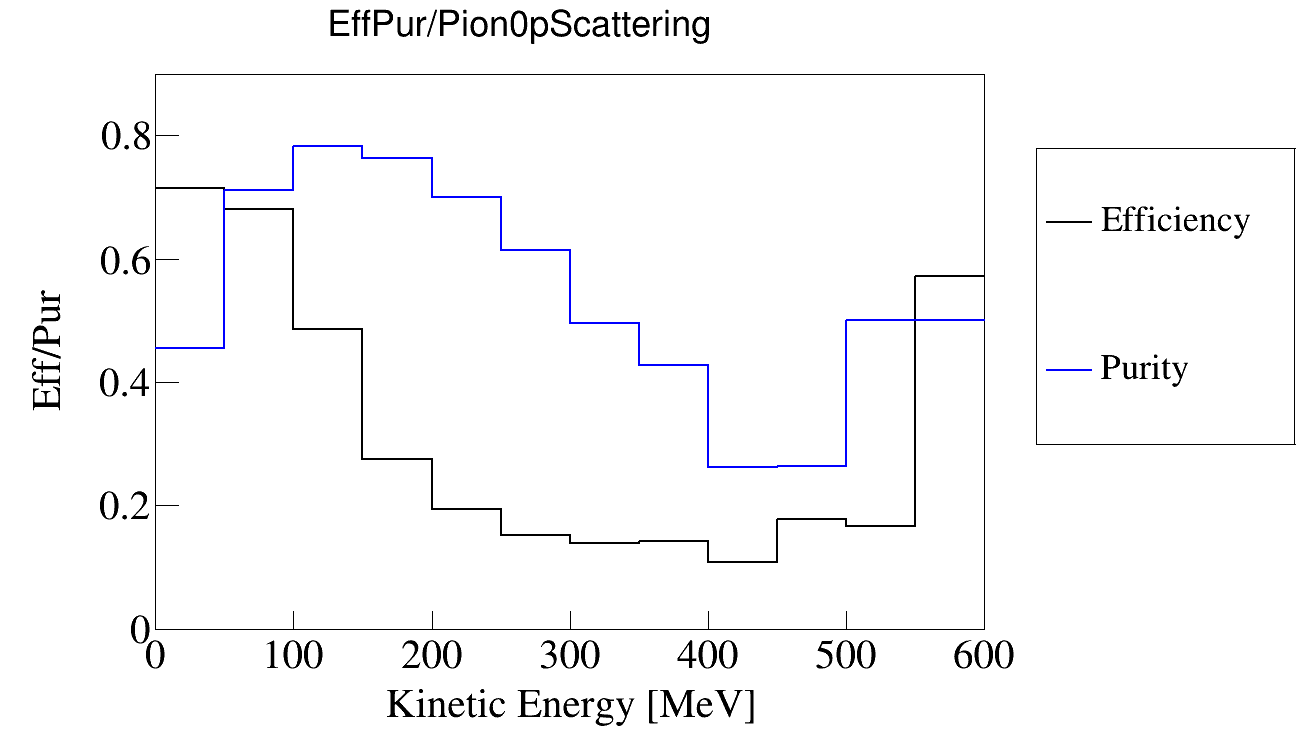 EffPur/Pion0pScattering
0.8
0.6
0.4
0.2
0
Eff/Pur
0 100 200 300 400 500 600
Kinetic Energy [MeV]
Efficiency
Purity